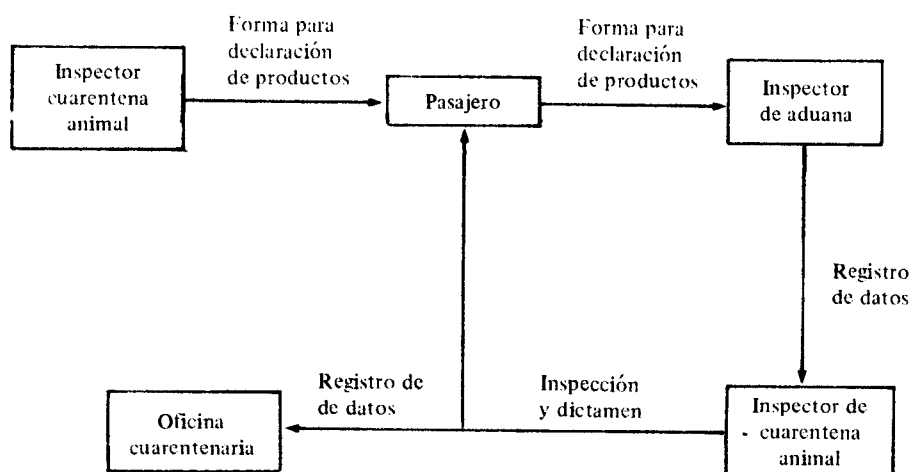 Forma para
declaración
de productos
Forma para
declaración
de productos
Inspector
cuarentena
animal
Pasajero
Inspector
de aduana
Registro
de datos
Registro de
de datos
Inspección
y dictamen
Oficina
cuarentenaria
Inspector de
cuarentena
animal